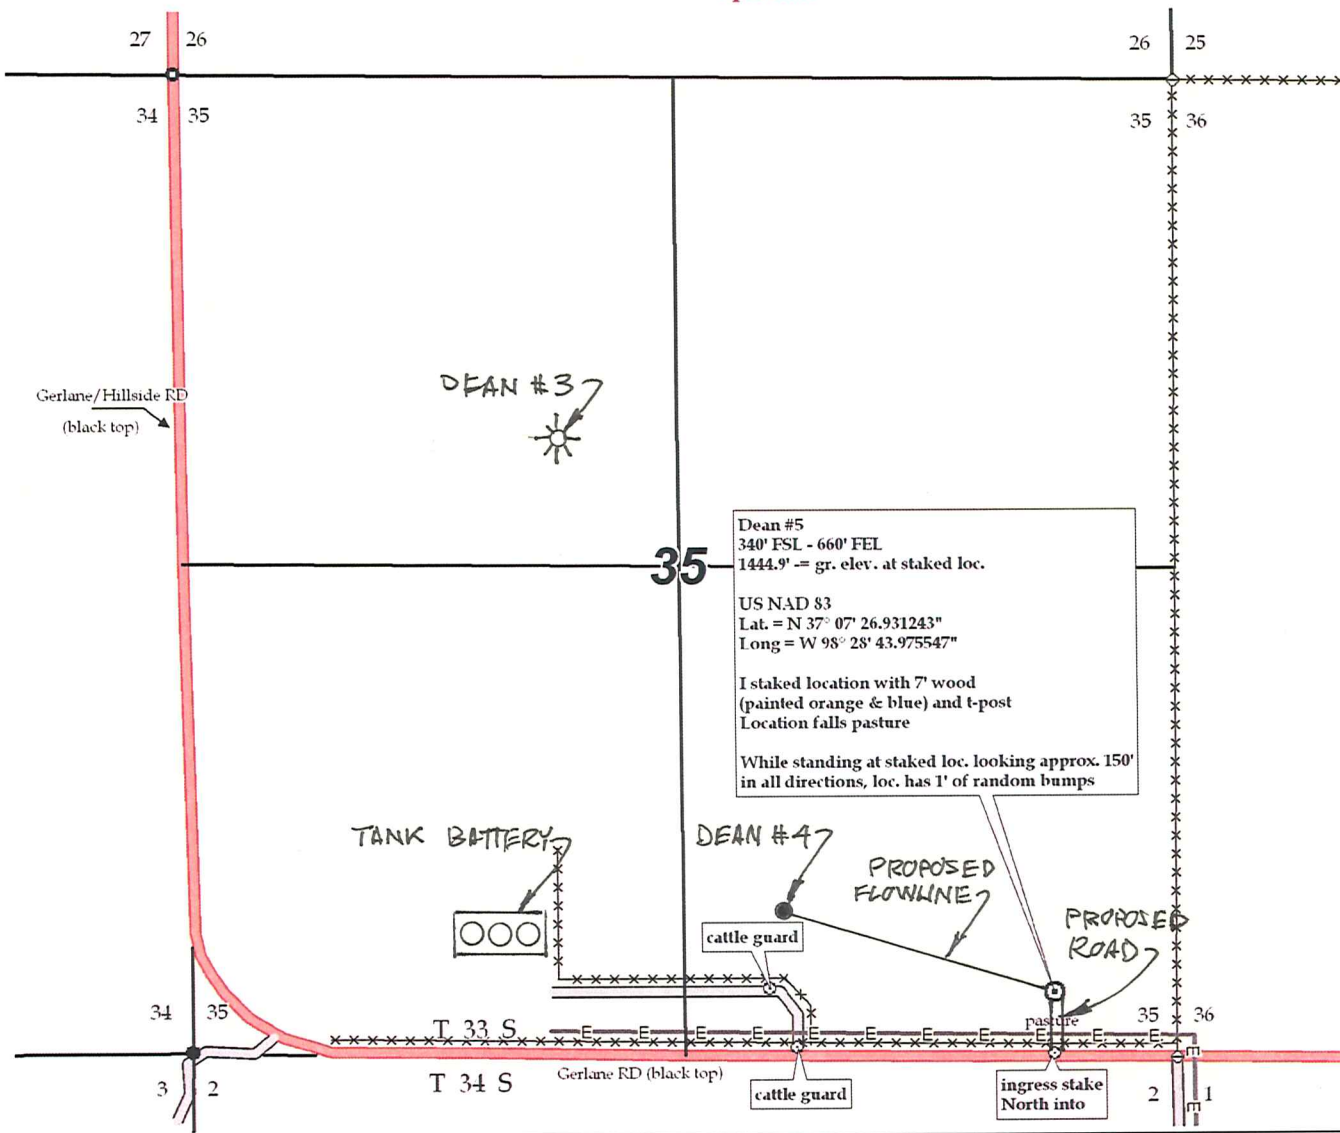 27 26
26 25
34 35
35 36
DEAN #3
Gerlane/Hillside RD
(black top)
35
Dean #5
340' FSL - 660' FEL
1444.9' -= gr. elev. at staked loc.
US NAD 83
Lat. = N 37° 07' 26.931243"
Long = W 98° 28' 43.975547"
I staked location with 7' wood
(painted orange & blue) and t-post
Location falls pasture
While standing at staked loc. looking approx. 150'
in all directions, loc. has 1' of random bumps
TANK BATTERY
DEAN #4
PROPOSED
FLOWLINE
PROPOSED
ROAD
cattle guard
34 35
T 33 S
pasture
35 36
E E E E E E E E E E E
E
3 2
T 34 S
Gerlane RD (black top)
cattle guard
ingress stake
North into
2 1
E